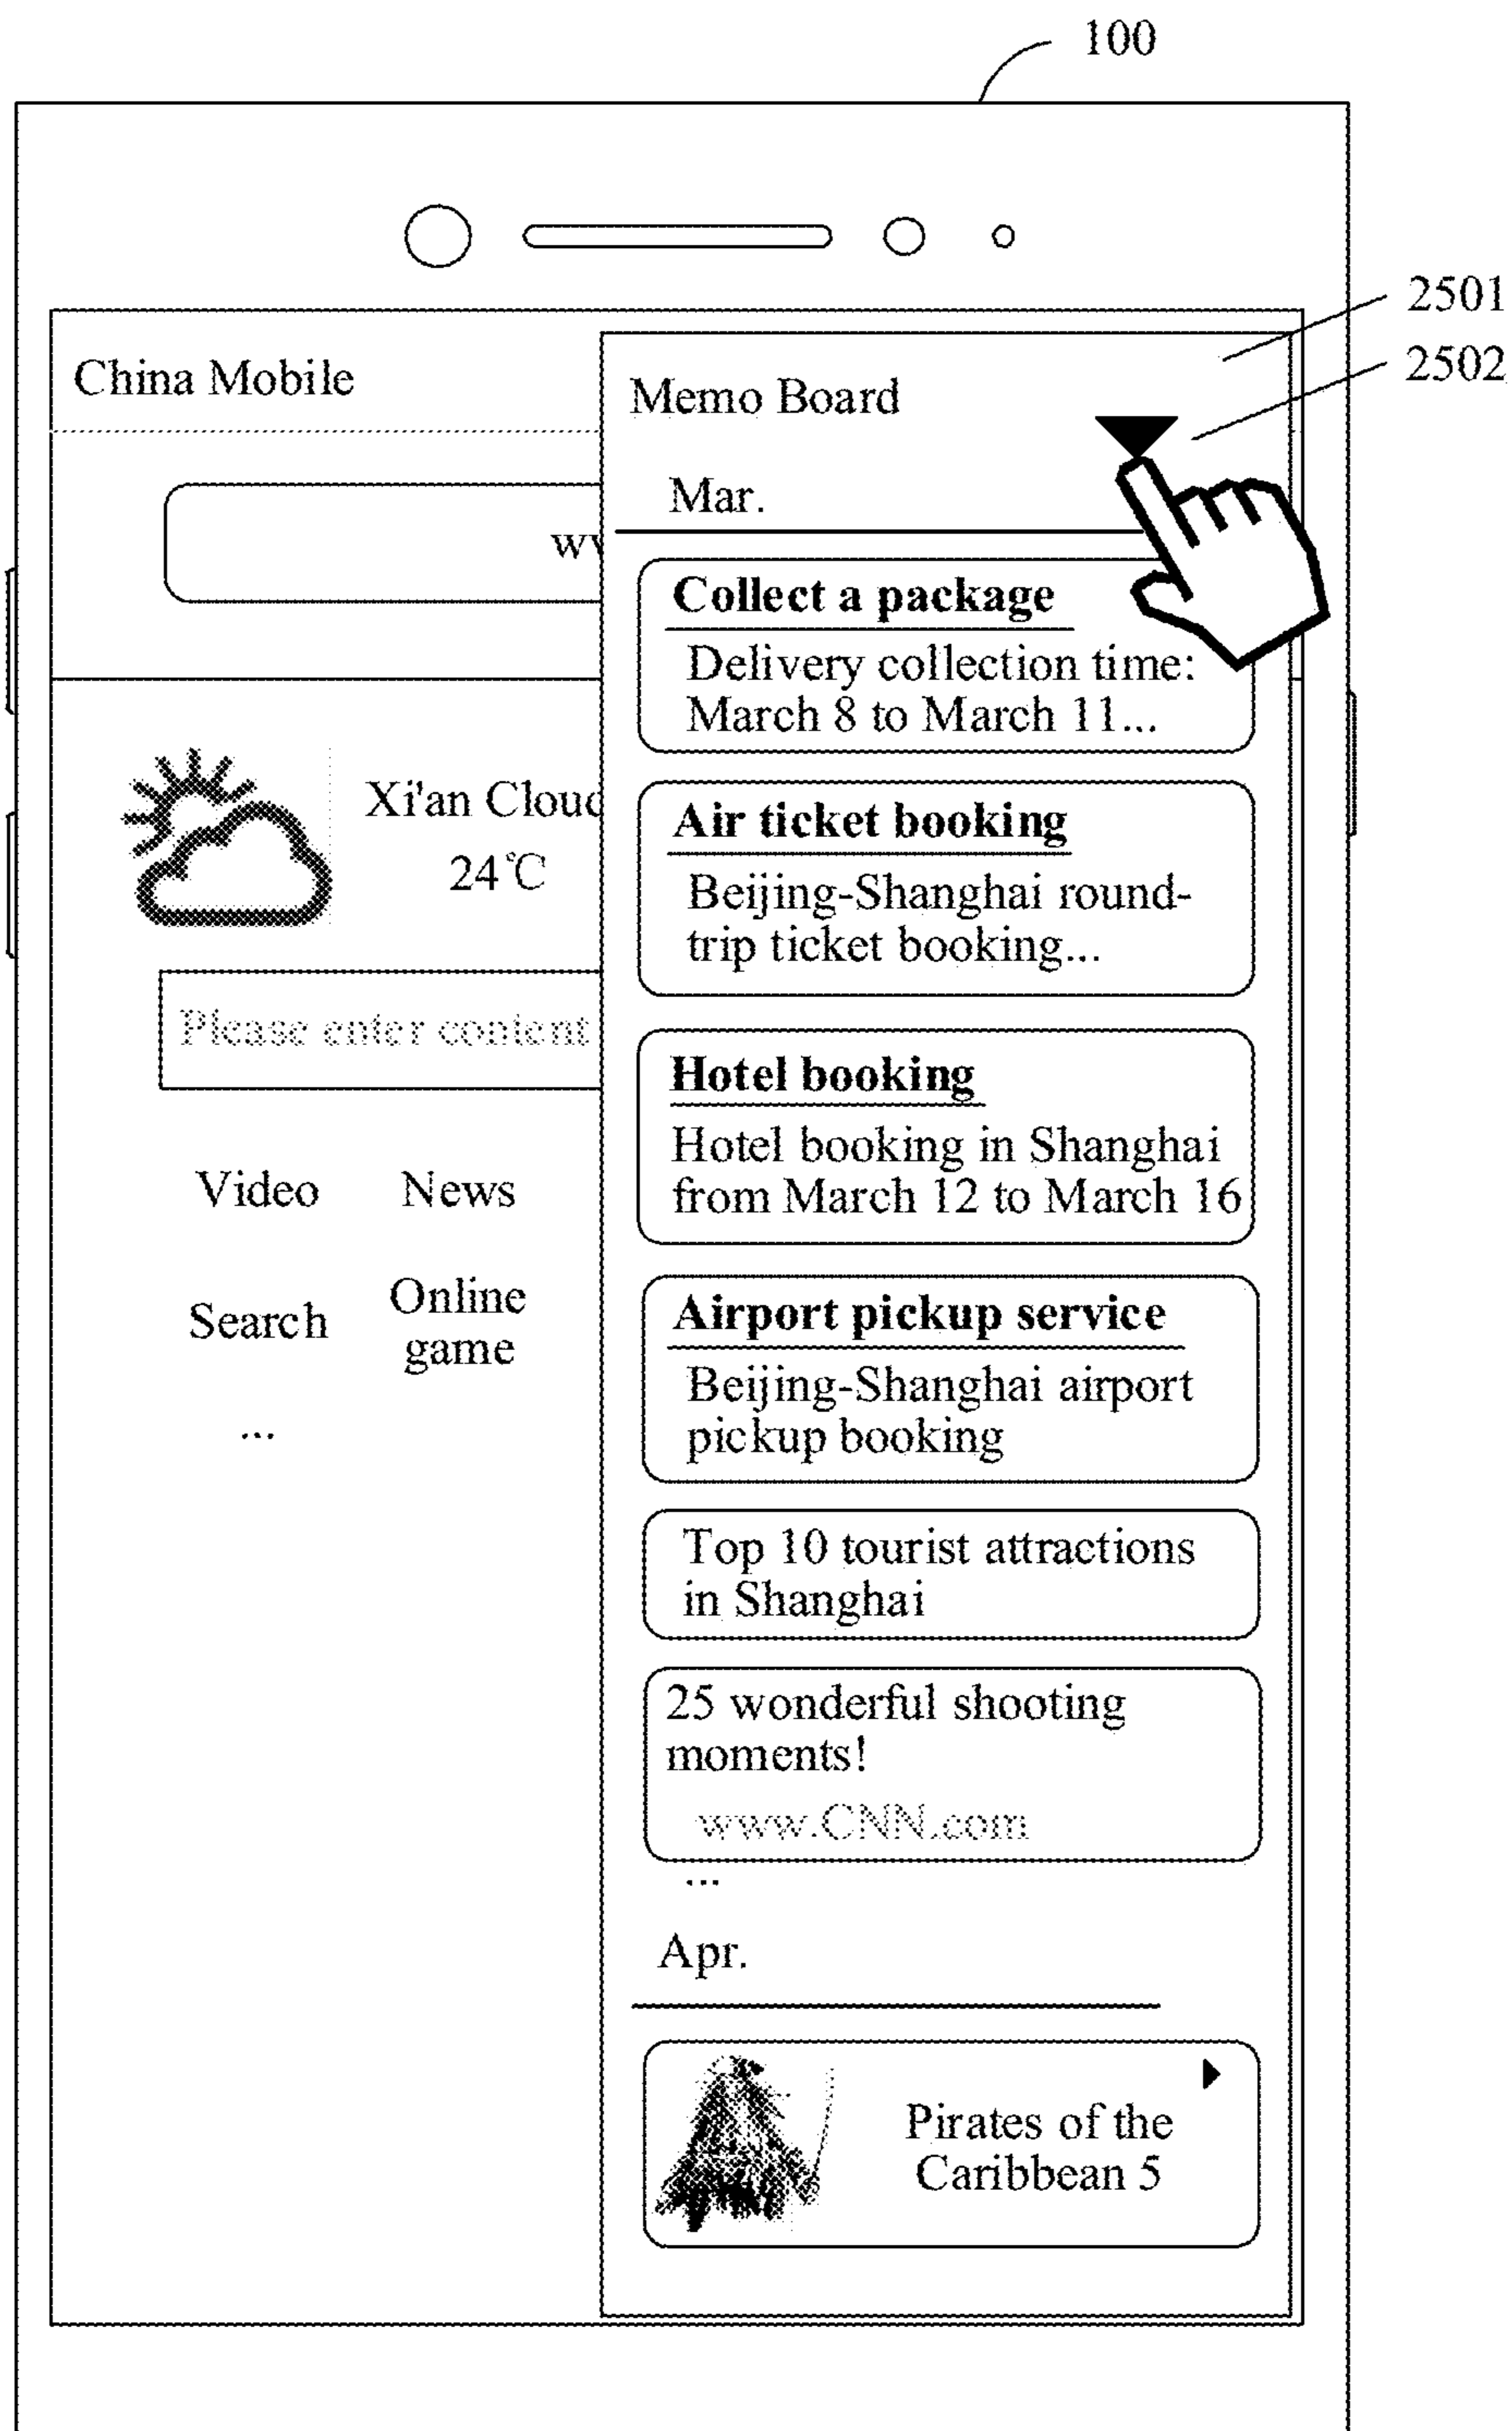 100
2501
2502
China Mobile
Memo Board
Mar.
Collect a package
Delivery collection time:
March 8 to March 11...
Xi'an Cloud
24℃
Air ticket booking
Beijing-Shanghai round-
trip ticket booking...
Please enter content
Hotel booking
Hotel booking in Shanghai
from March 12 to March 16
Video
News
Search
Online
game
...
Airport pickup service
Beijing-Shanghai airport
pickup booking
Top 10 tourist attractions
in Shanghai
25 wonderful shooting
moments!
www.CNN.com
...
Apr.
Pirates of the
Caribbean 5